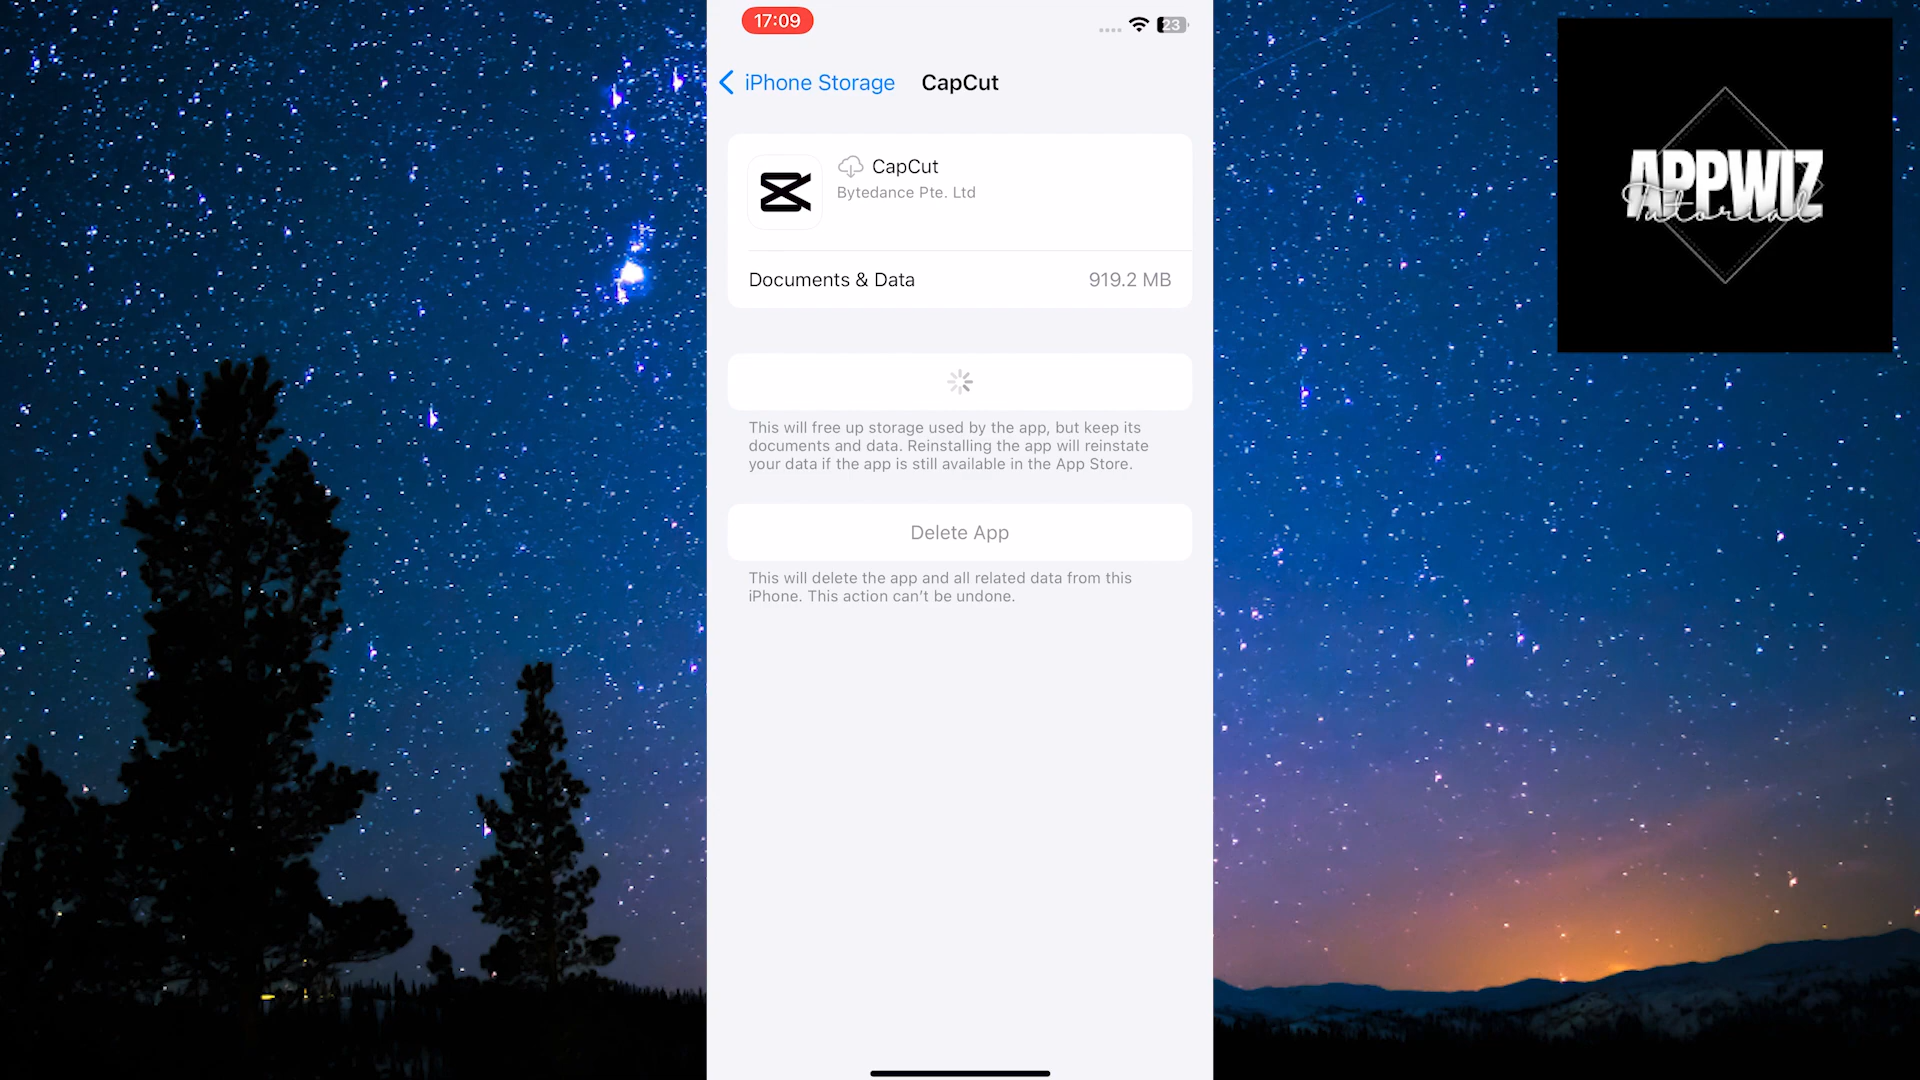 17:09
23
iPhone Storage
CapCut
CapCut
Bytedance Pte. Ltd
Documents & Data
919.2 MB
This will free up storage used by the app, but keep its
documents and data. Reinstalling the app will reinstate
your data if the app is still available in the App Store.
Delete App
This will delete the app and all related data from this
iPhone. This action can’t be undone.
APPWIZ
Tutorial